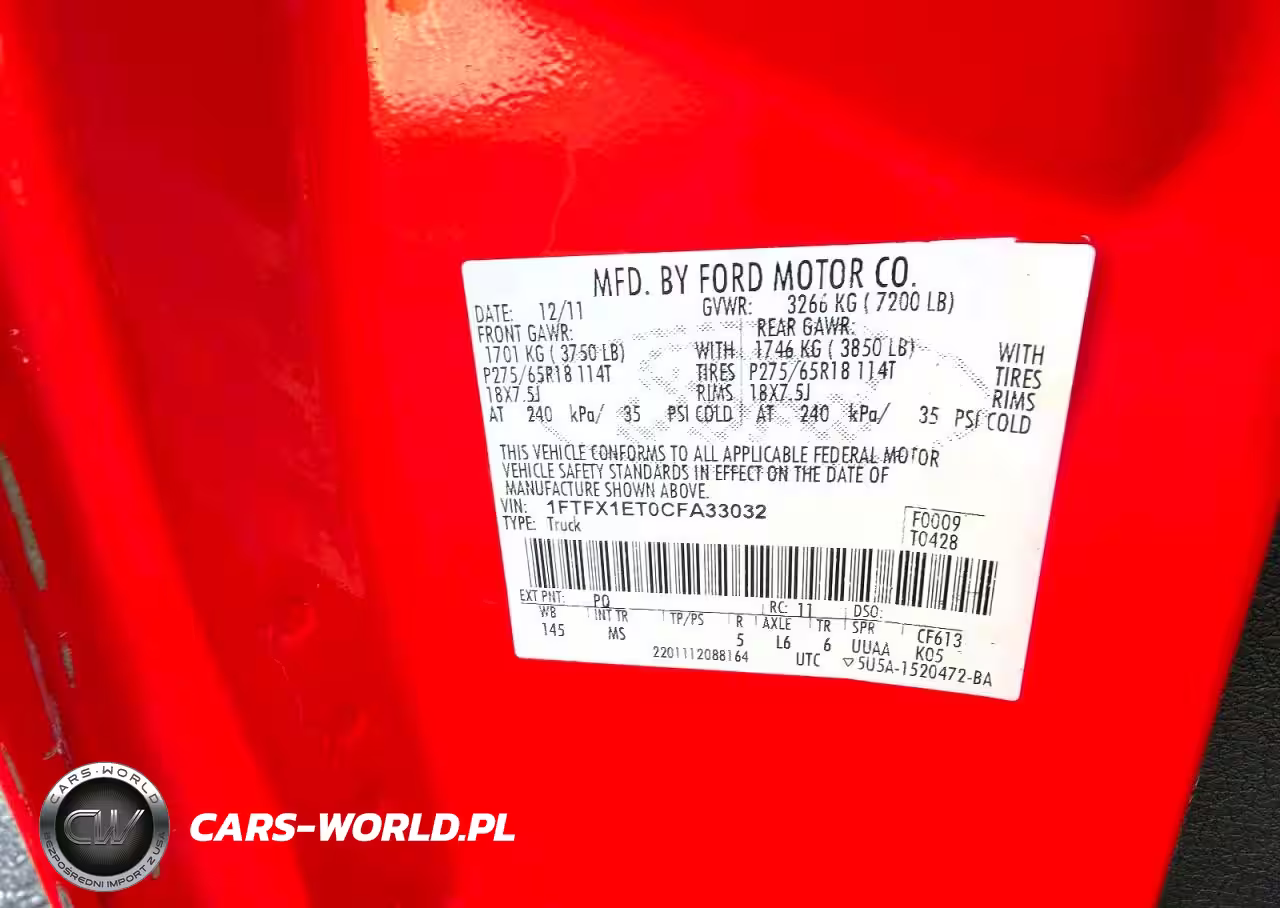 MFD. BY FORD MOTOR CO.
DATE: 12/11 GVWR: 3266 KG ( 7200 LB)
FRONT GAWR: REAR GAWR:
1701 KG ( 3750 LB) WITH 1746 KG ( 3850 LB) WITH
P275/65R18 114T TIRES P275/65R18 114T TIRES
18X7.5J RIMS 18X7.5J RIMS
AT 240 kPa/ 35 PSI COLD AT 240 kPa/ 35 PSI COLD
THIS VEHICLE CONFORMS TO ALL APPLICABLE FEDERAL MOTOR
VEHICLE SAFETY STANDARDS IN EFFECT ON THE DATE OF
MANUFACTURE SHOWN ABOVE.
VIN: 1FTFX1ET0CFA33032
TYPE: Truck
F0009
T0428
EXT PNT: PQ RC: 11 DSO:
WB INT TR TP/PS R AXLE TR SPR CF613
145 MS 5 L6 6 UUAA K05
2201112088164 UTC ▽5U5A-1520472-BA
CARS-WORLD
CW
BEZPOŚREDNI IMPORT Z USA
CARS-WORLD.PL